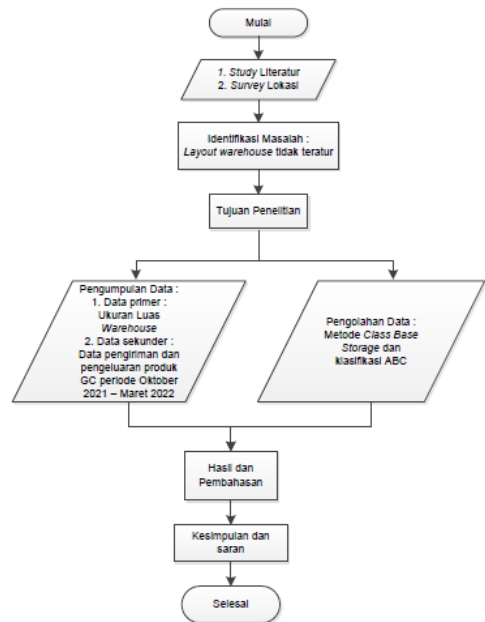 Mulai
1. Study Literatur
2. Survey Lokasi
Identifikasi Masalah :
Layout warehouse tidak teratur
Tujuan Penelitian
Pengumpulan Data :
1. Data primer :
Ukuran Luas
Warehouse
2. Data sekunder :
Data pengiriman dan
pengeluaran produk
GC periode Oktober
2021 – Maret 2022
Pengolahan Data :
Metode Class Base
Storage dan
klasifikasi ABC
Hasil dan
Pembahasan
Kesimpulan dan
saran
Selesai